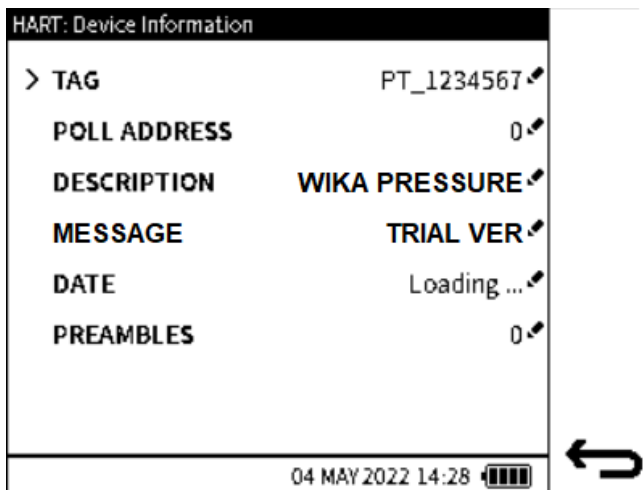 HART: Device Information
> TAG PT_1234567
POLL ADDRESS 0
DESCRIPTION WIKA PRESSURE
MESSAGE TRIAL VER
DATE Loading ...
PREAMBLES 0
04 MAY 2022 14:28